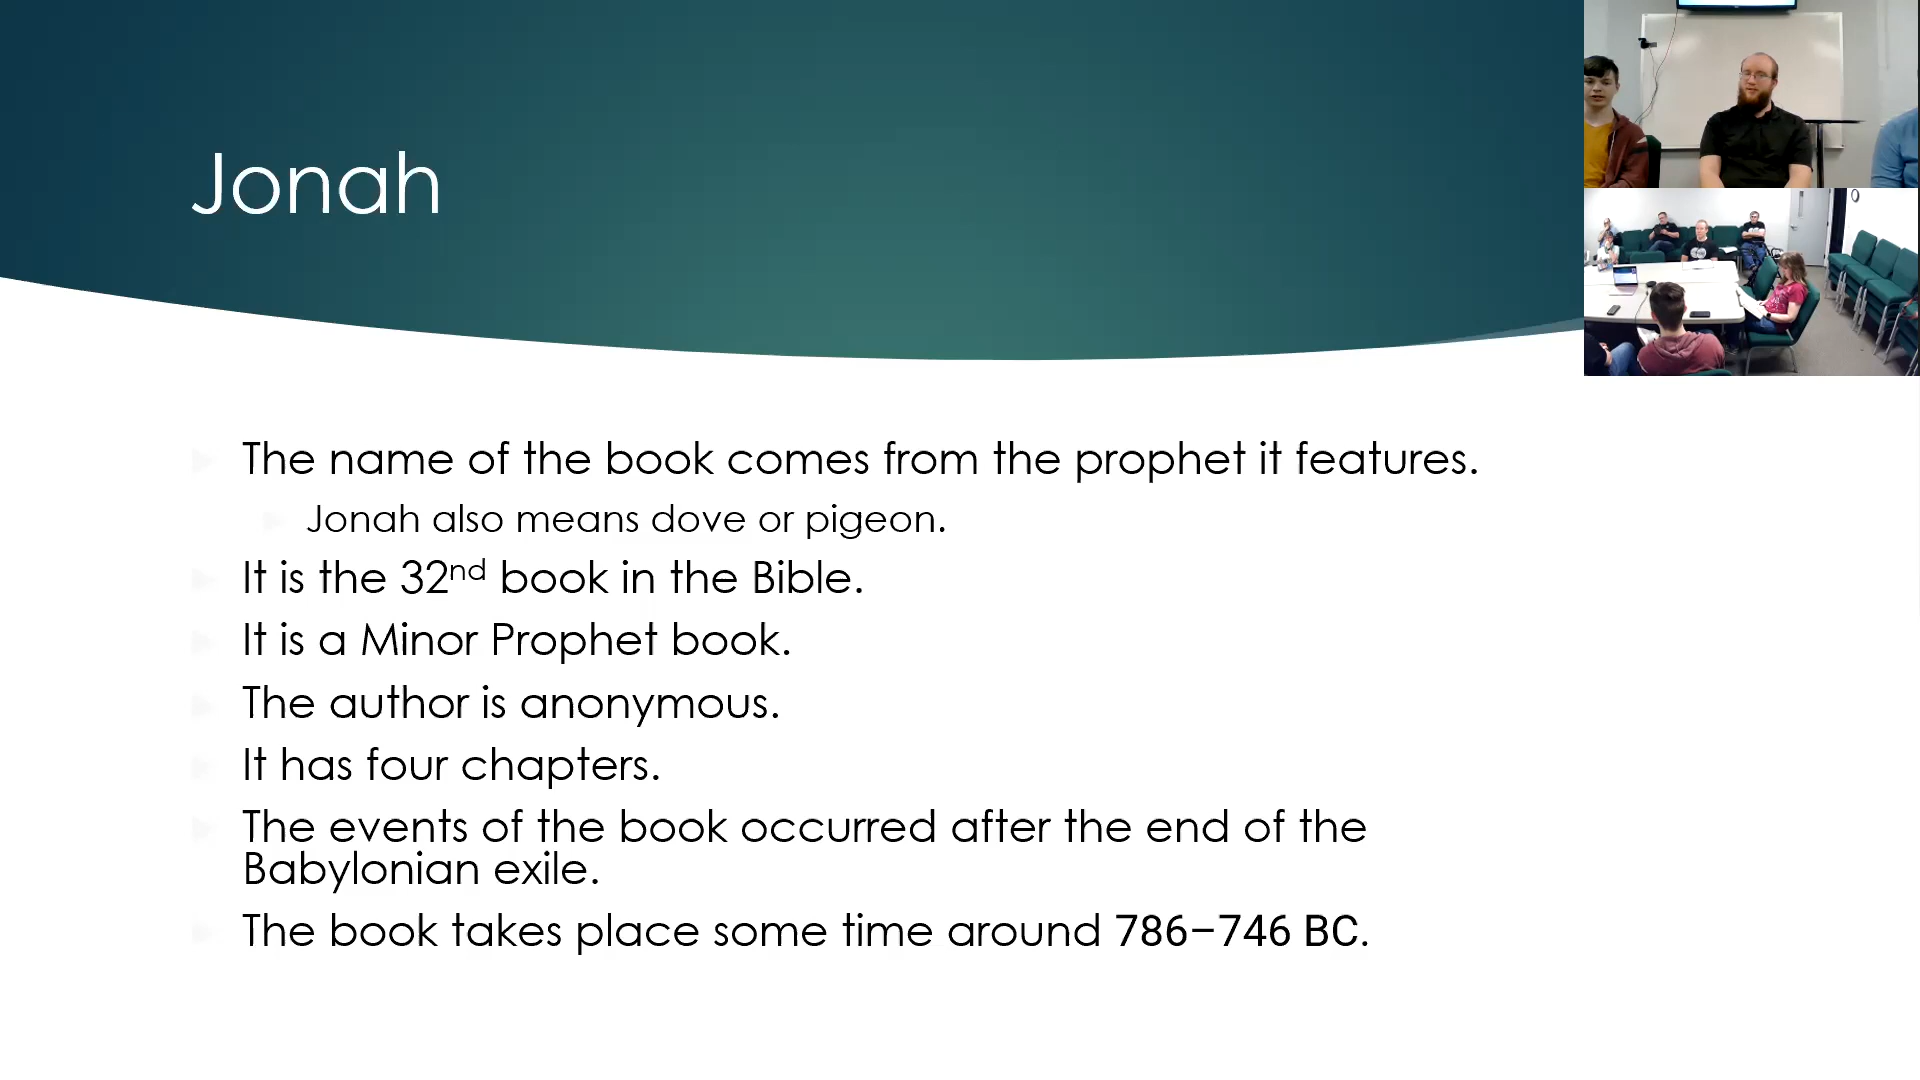 Jonah
The name of the book comes from the prophet it features.
Jonah also means dove or pigeon.
It is the 32nd book in the Bible.
It is a Minor Prophet book.
The author is anonymous.
It has four chapters.
The events of the book occurred after the end of the
Babylonian exile.
The book takes place some time around 786–746 BC.